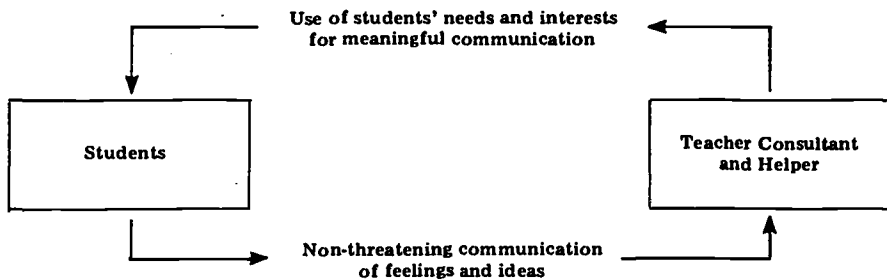 Use of students' needs and interests
for meaningful communication
Students
Teacher Consultant
and Helper
Non-threatening communication
of feelings and ideas